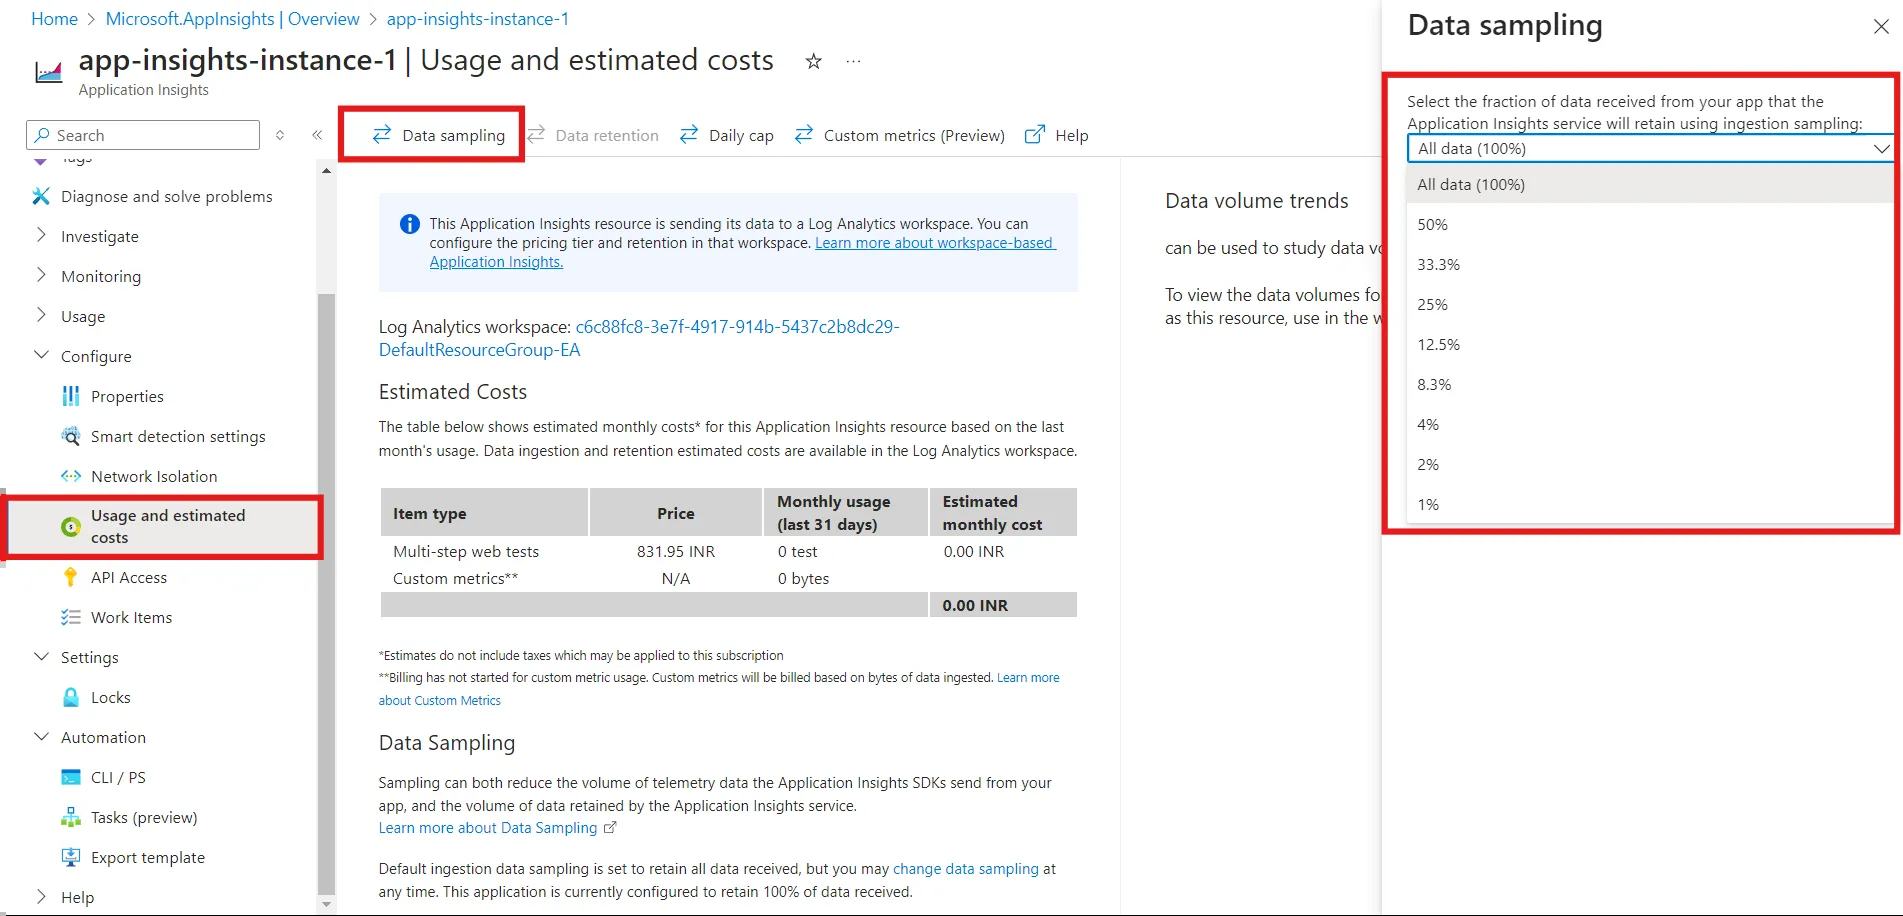 Home > Microsoft.AppInsights | Overview > app-insights-instance-1
app-insights-instance-1 | Usage and estimated costs
Application Insights
Search
Tags
Diagnose and solve problems
Investigate
Monitoring
Usage
Configure
Properties
Smart detection settings
Network Isolation
Usage and estimated
costs
API Access
Work Items
Settings
Locks
Automation
CLI / PS
Tasks (preview)
Export template
Help
Data sampling
Data retention
Daily cap
Custom metrics (Preview)
Help
This Application Insights resource is sending its data to a Log Analytics workspace. You can
configure the pricing tier and retention in that workspace. Learn more about workspace-based
Application Insights.
Log Analytics workspace: c6c88fc8-3e7f-4917-914b-5437c2b8dc29-
DefaultResourceGroup-EA
Estimated Costs
The table below shows estimated monthly costs* for this Application Insights resource based on the last
month's usage. Data ingestion and retention estimated costs are available in the Log Analytics workspace.
Item type Price Monthly usage (last 31 days) Estimated monthly cost
Multi-step web tests 831.95 INR 0 test 0.00 INR
Custom metrics** N/A 0 bytes
0.00 INR
*Estimates do not include taxes which may be applied to this subscription
**Billing has not started for custom metric usage. Custom metrics will be billed based on bytes of data ingested. Learn more
about Custom Metrics
Data Sampling
Sampling can both reduce the volume of telemetry data the Application Insights SDKs send from your
app, and the volume of data retained by the Application Insights service.
Learn more about Data Sampling
Default ingestion data sampling is set to retain all data received, but you may change data sampling at
any time. This application is currently configured to retain 100% of data received.
Data volume trends
can be used to study data vo
To view the data volumes fo
as this resource, use in the w
Data sampling
Select the fraction of data received from your app that the
Application Insights service will retain using ingestion sampling:
All data (100%)
All data (100%)
50%
33.3%
25%
12.5%
8.3%
4%
2%
1%